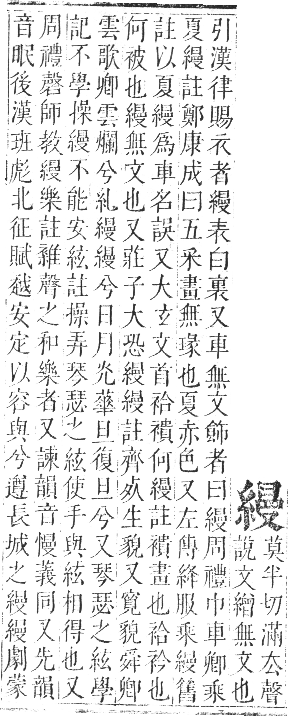 縵
莫半切滿去聲
說文繒無文也
引漢律賜衣者縵表白裏又車無文飾者曰縵周禮巾車卿乘
夏縵註鄭康成曰五采畫無瑑也夏赤色又左傳降服乘縵舊
註以夏縵爲車名誤又大玄文首袷襀何縵註襀畫也袷衿也
何被也縵無文也又莊子大恐縵縵註齊死生貌又寬貌舜卿
雲歌卿雲爛兮糺縵縵兮日月光華旦復旦兮又琴瑟之絃學
記不學操縵不能安絃註操弄琴瑟之絃使手與絃相得也又
周禮磬師教縵樂註雜聲之和樂者又諫韻音慢義同又先韻
音眠後漢班彪北征賦越安定以容與兮遵長城之縵縵劇蒙